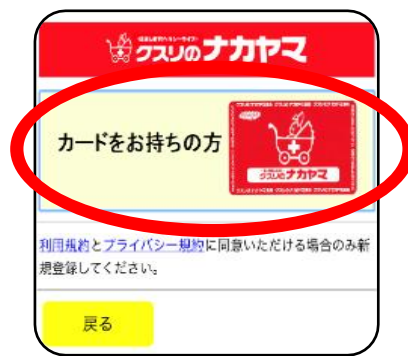 クスリのナカヤマ
カードをお持ちの方
クスリのナカヤマ
利用規約とプライバシー規約に同意いただける場合のみ新
規登録してください。
戻る